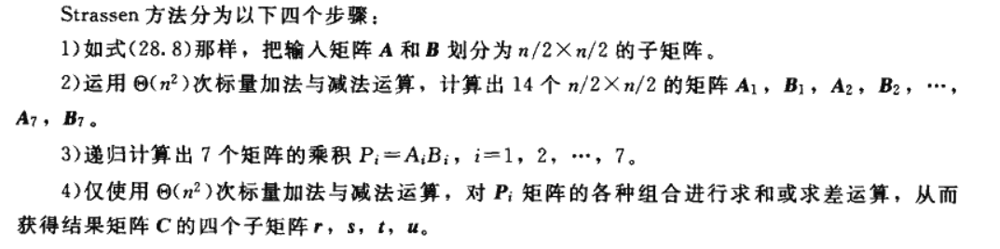 Strassen 方法分为以下四个步骤：
1)如式(28.8)那样，把输入矩阵 A 和 B 划分为 n/2×n/2 的子矩阵。
2)运用 Θ(n²)次标量加法与减法运算，计算出 14 个 n/2×n/2 的矩阵 A₁，B₁，A₂，B₂，…，
A₇，B₇。
3)递归计算出 7 个矩阵的乘积 Pᵢ=AᵢBᵢ，i=1，2，…，7。
4)仅使用 Θ(n²)次标量加法与减法运算，对 Pᵢ 矩阵的各种组合进行求和或求差运算，从而
获得结果矩阵 C 的四个子矩阵 r，s，t，u。